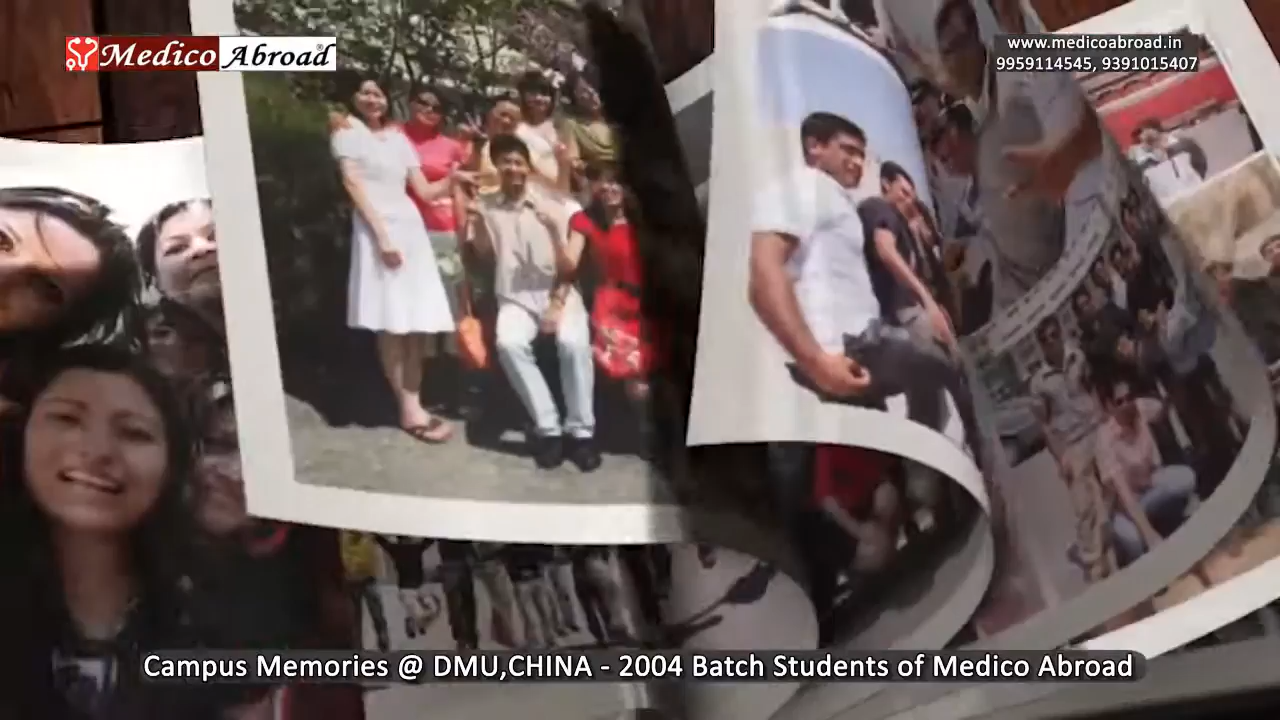 Medico Abroad®
www.medicoabroad.in
9959114545, 9391015407
Campus Memories @ DMU,CHINA - 2004 Batch Students of Medico Abroad